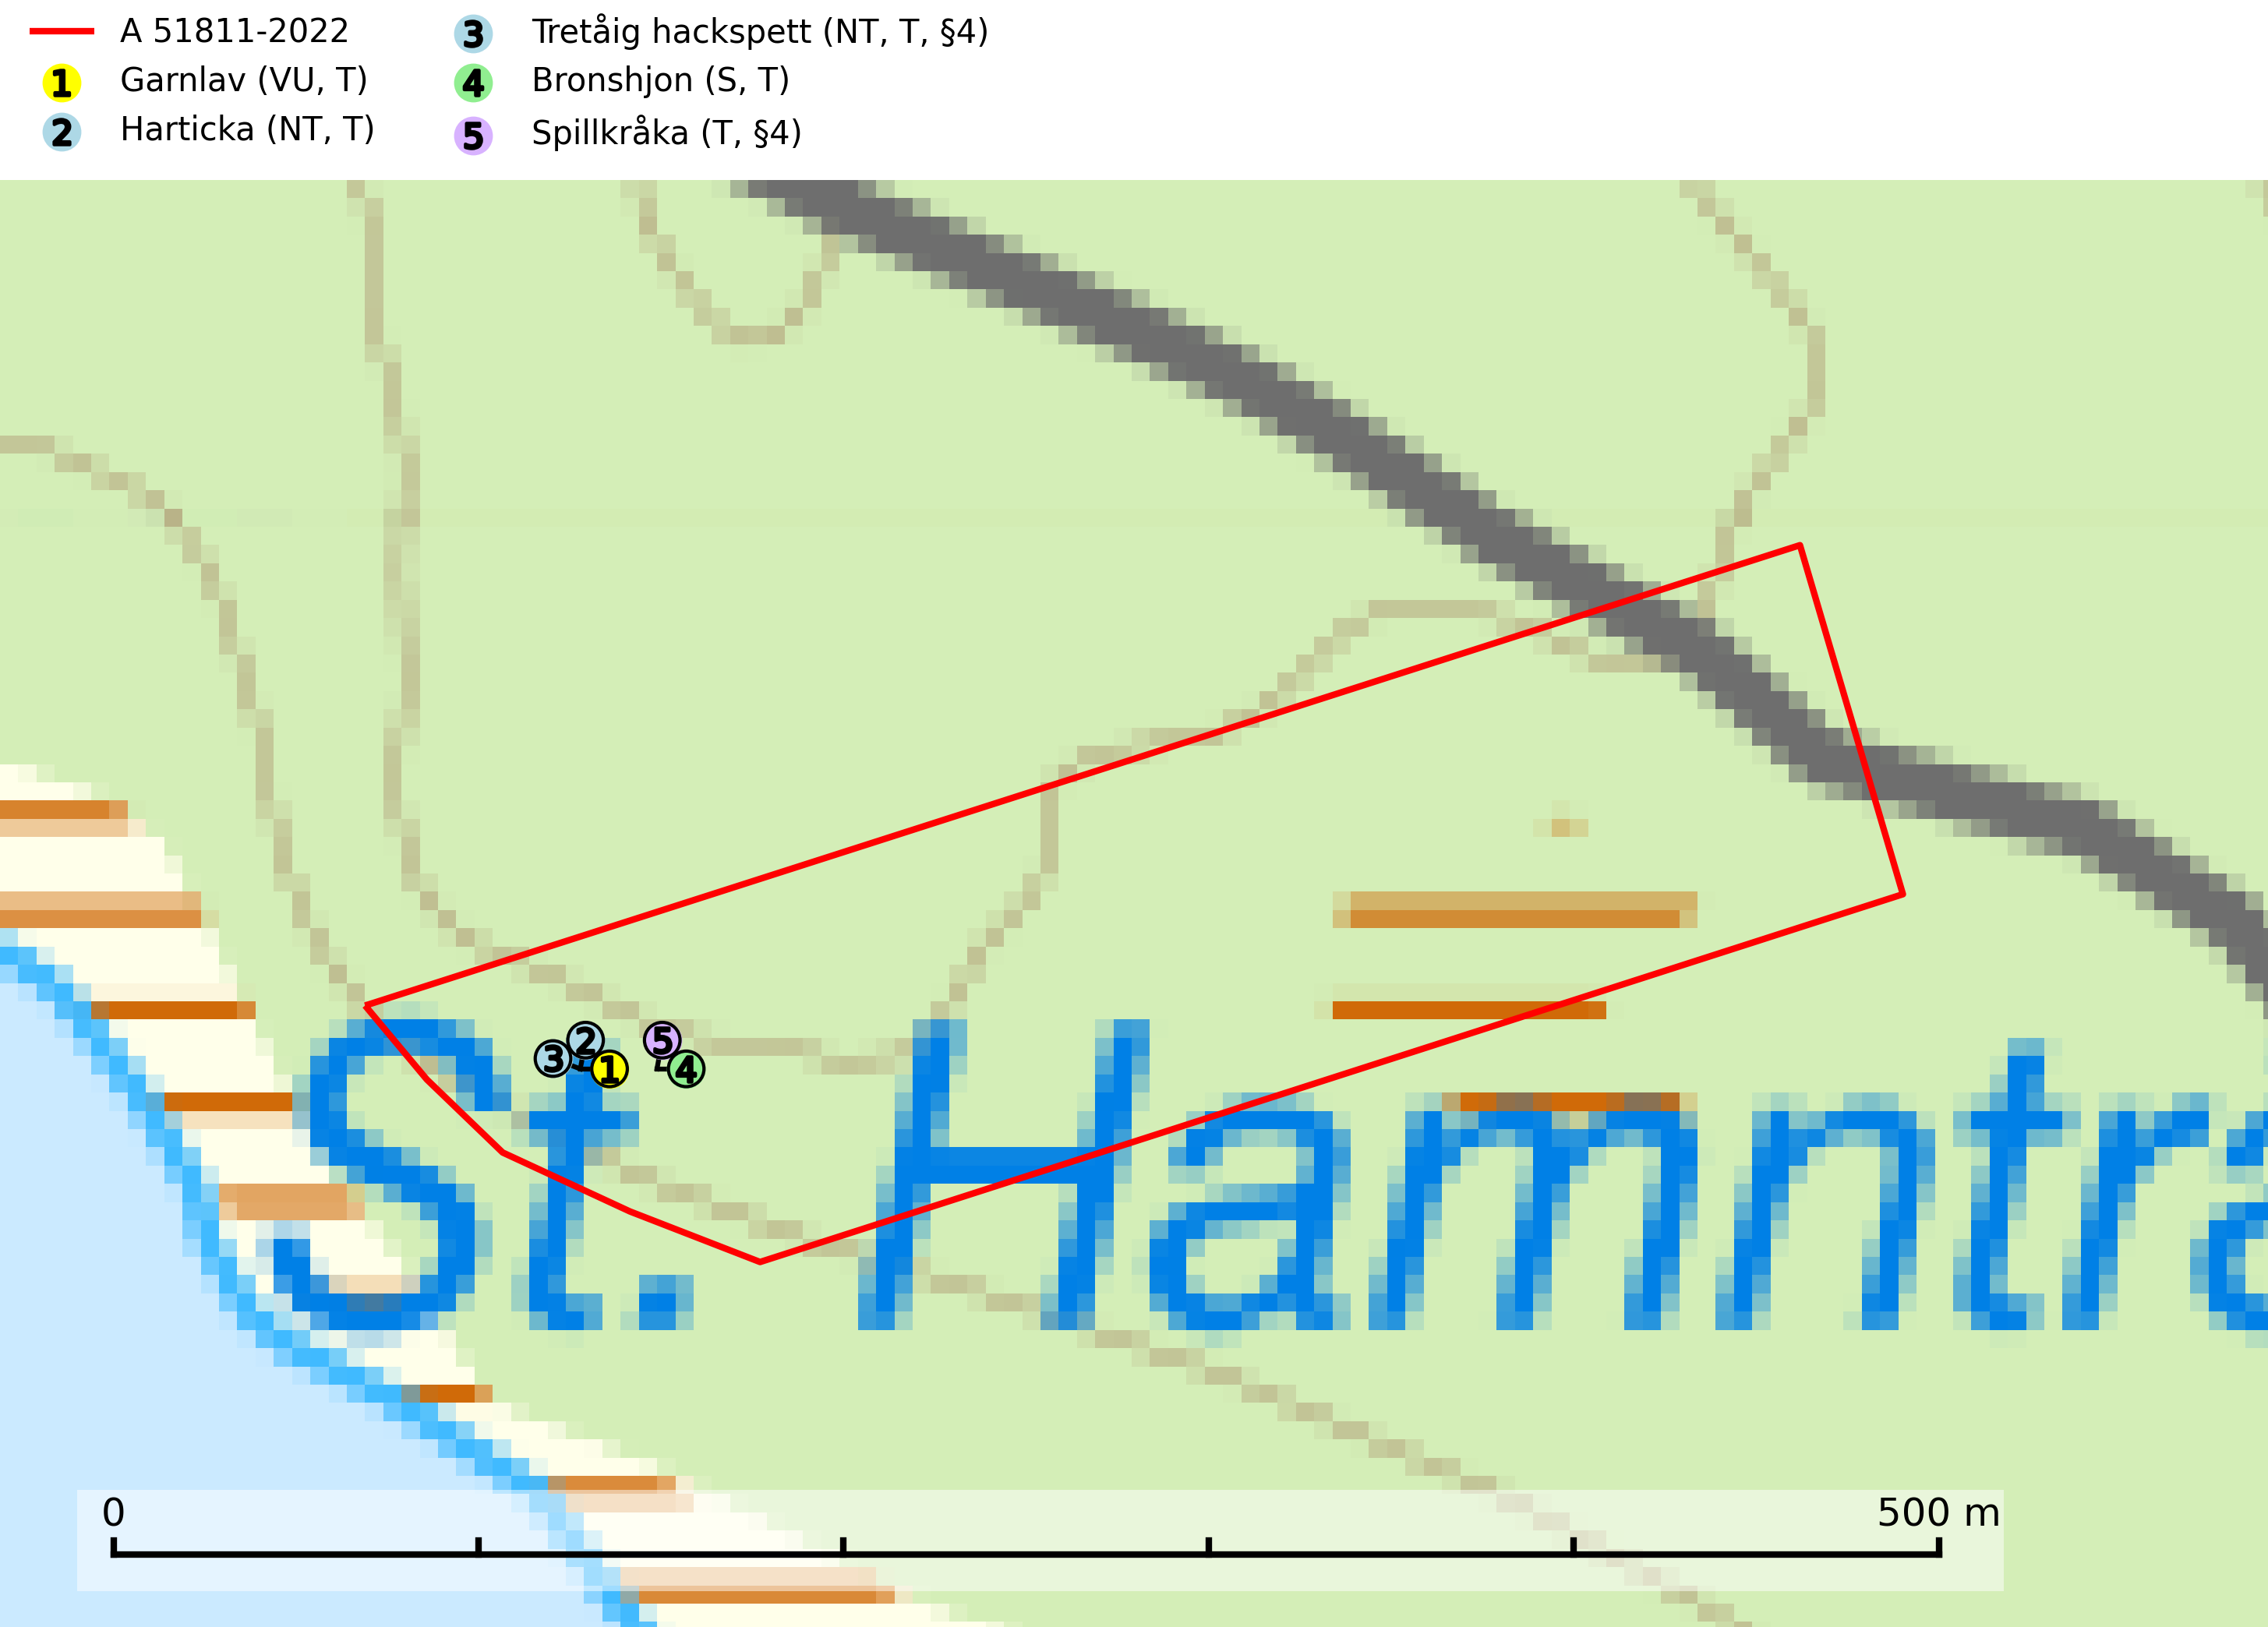 A 51811-2022
1 Garnlav (VU, T)
2 Harticka (NT, T)
3 Tretåig hackspett (NT, T, §4)
4 Bronshjon (S, T)
5 Spillkråka (T, §4)
3 2 1 5 4
St. Hamntra
0 500 m